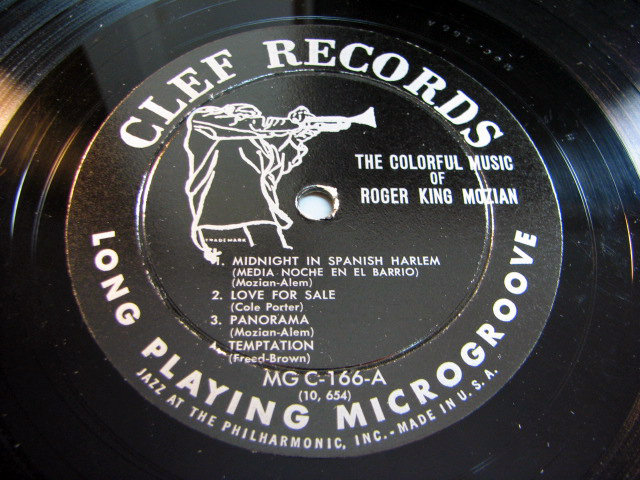 CLEF RECORDS
THE COLORFUL MUSIC
OF
ROGER KING MOZIAN
TRADEMARK
1. MIDNIGHT IN SPANISH HARLEM
(MEDIA NOCHE EN EL BARRIO)
(Mozian-Alem)
2. LOVE FOR SALE
(Cole Porter)
3. PANORAMA
(Mozian-Alem)
4. TEMPTATION
(Freed-Brown)
MG C-166-A
(10, 654)
LONG PLAYING MICROGROOVE
JAZZ AT THE PHILHARMONIC, INC.-MADE IN U.S.A.